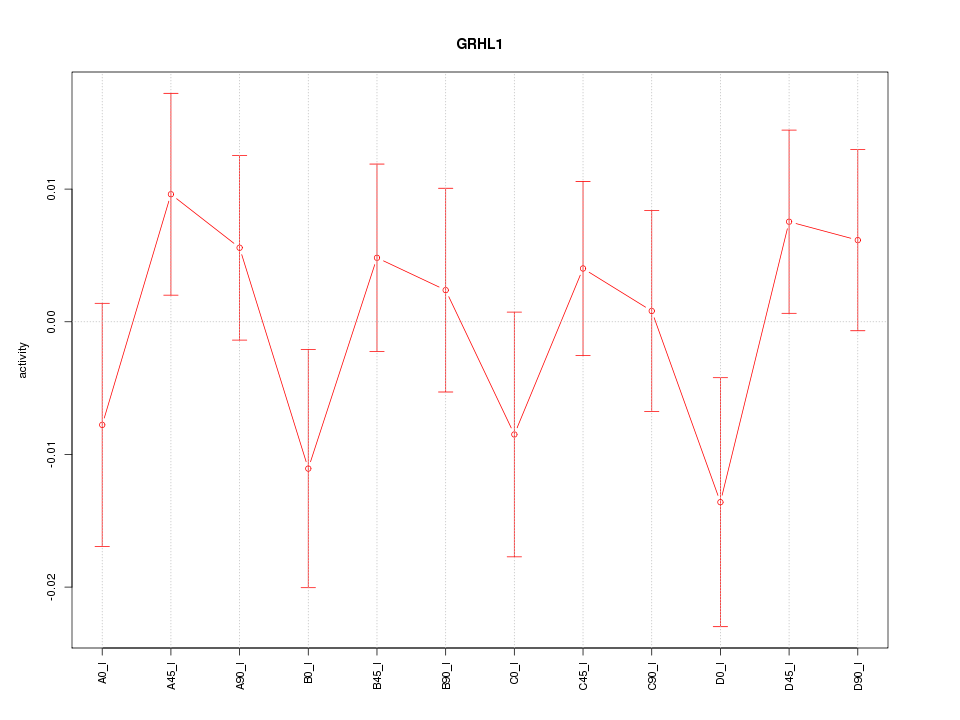 GRHL1
activity
0.01
0.00
-0.01
-0.02
A0_I
A45_I
A90_I
B0_I
B45_I
B90_I
C0_I
C45_I
C90_I
D0_I
D45_I
D90_I